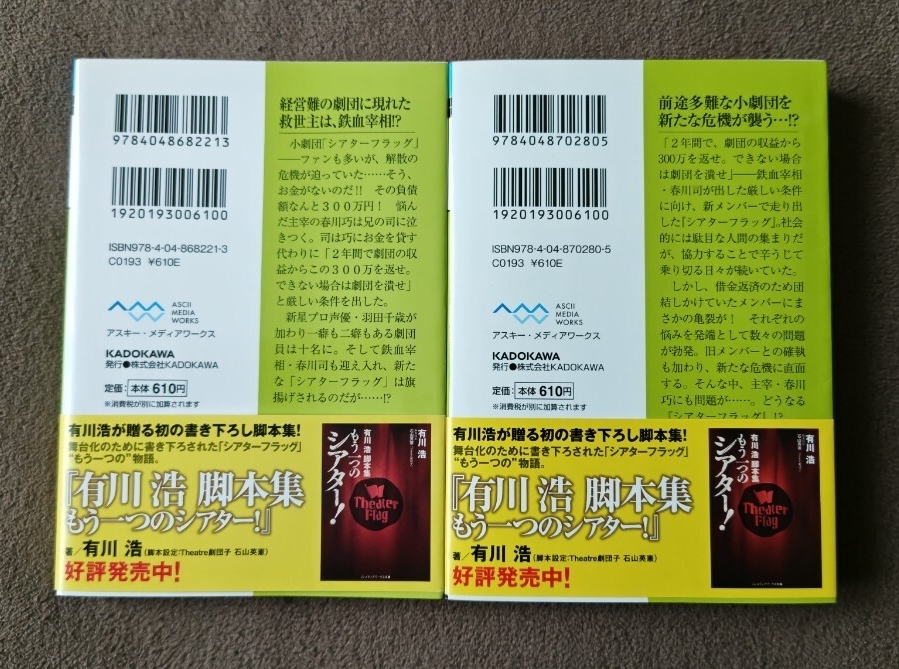 9784048682213
1920193006100
ISBN978-4-04-868221-3
C0193 ¥610E
ASCII
MEDIA
WORKS
アスキー・メディアワークス
KADOKAWA
発行●株式会社KADOKAWA
定価：本体610円
※消費税が別に加算されます
経営難の劇団に現れた
救世主は、鉄血宰相!?
小劇団「シアターフラッグ」
――ファンも多いが、解散の
危機が迫っていた……そう、
お金がないのだ!!　その負債
額なんと３００万円！　悩ん
だ主宰の春川巧は兄の司に泣
きつく。司は巧にお金を貸す
代わりに「２年間で劇団の収
益からこの３００万を返せ。
できない場合は劇団を潰せ」
と厳しい条件を出した。
新星プロ声優・羽田千歳が
加わり一癖も二癖もある劇団
員は十名に。そして鉄血宰
相・春川司も迎え入れ、新た
な「シアターフラッグ」は旗
揚げされるのだが……!?
有川浩が贈る初の書き下ろし脚本集!
舞台化のために書き下ろされた「シアターフラッグ」
“もう一つの”物語。
『有川 浩 脚本集
もう一つのシアター!』
著／有川 浩（脚本設定:Theatre劇団子 石山英憲）
好評発売中!
有川 浩
有川 浩 脚本集
もう一つの
シアター!
Theater
Flag
9784048702805
1920193006100
ISBN978-4-04-870280-5
C0193 ¥610E
ASCII
MEDIA
WORKS
アスキー・メディアワークス
KADOKAWA
発行●株式会社KADOKAWA
定価：本体610円
※消費税が別に加算されます
前途多難な小劇団を
新たな危機が襲う…!?
「２年間で、劇団の収益から
300万を返せ。できない場合
は劇団を潰せ」――鉄血宰相
・春川司が出した厳しい条件
に向け、新メンバーで走り出
した『シアターフラッグ』。社会
的には駄目な人間の集まりだ
が、協力することで辛うじて
乗り切る日々が続いていた。
しかし、借金返済のため団
結しかけていたメンバーにま
さかの亀裂が！　それぞれの
悩みを発端として数々の問題
が勃発。旧メンバーとの確執
も加わり、新たな危機に直面
する。そんな中、主宰・春川
巧にも問題が……。どうなる
『シアターフラッグ』!?
有川浩が贈る初の書き下ろし脚本集!
舞台化のために書き下ろされた「シアターフラッグ」
“もう一つの”物語。
『有川 浩 脚本集
もう一つのシアター!』
著／有川 浩（脚本設定:Theatre劇団子 石山英憲）
好評発売中!
有川 浩
有川 浩 脚本集
もう一つの
シアター!
Theater
Flag